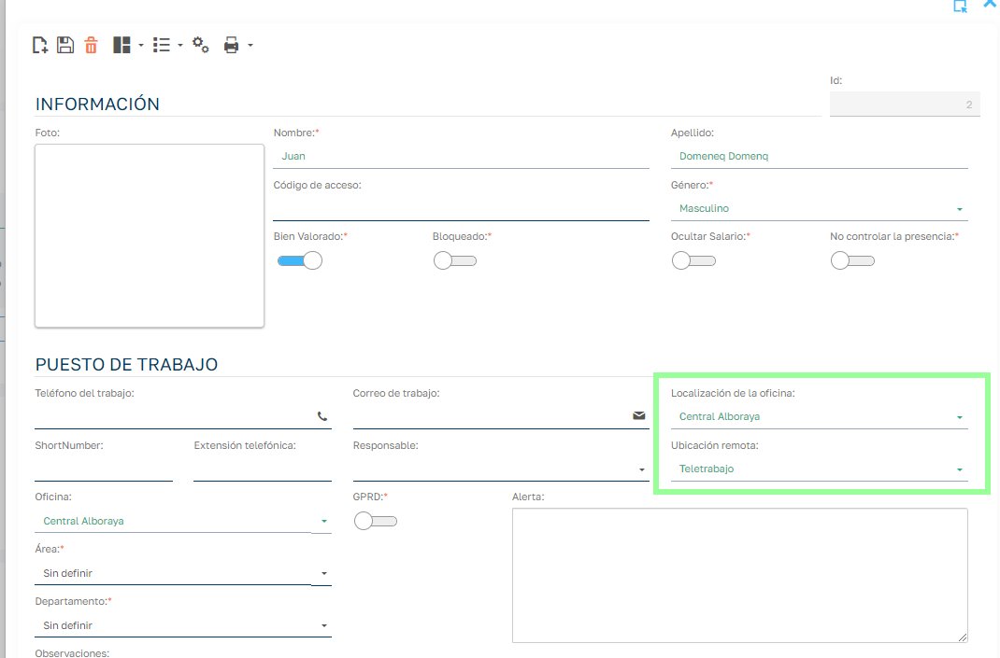 Id:
INFORMACIÓN
2
Foto:
Nombre:*
Apellido:
Juan
Domeneq Domenq
Código de acceso:
Género:*
Masculino
Bien Valorado:*
Bloqueado:*
Ocultar Salario:*
No controlar la presencia:*
PUESTO DE TRABAJO
Teléfono del trabajo:
Correo de trabajo:
Localización de la oficina:
Central Alboraya
ShortNumber:
Extensión telefónica:
Responsable:
Ubicación remota:
Teletrabajo
Oficina:
GPRD:*
Alerta:
Central Alboraya
Área:*
Sin definir
Departamento:*
Sin definir
Observaciones: